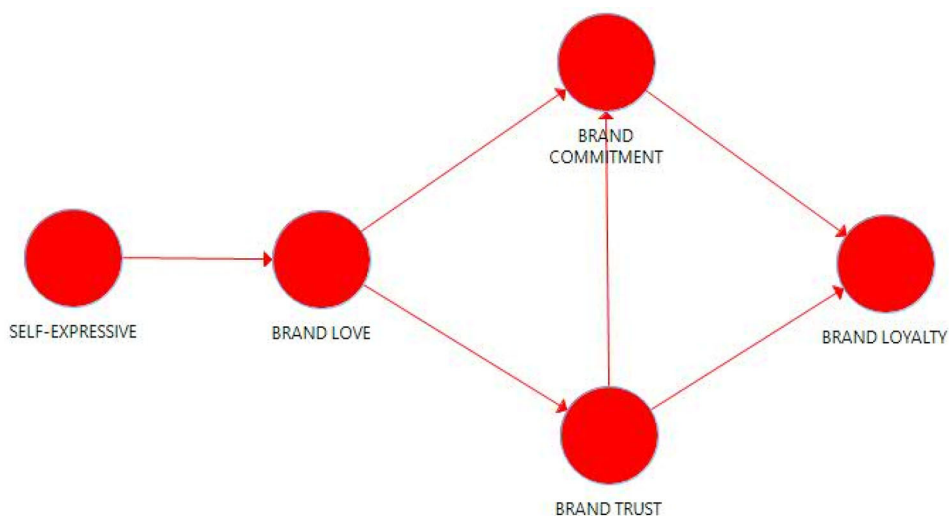 BRAND
COMMITMENT
SELF-EXPRESSIVE
BRAND LOVE
BRAND LOYALTY
BRAND TRUST